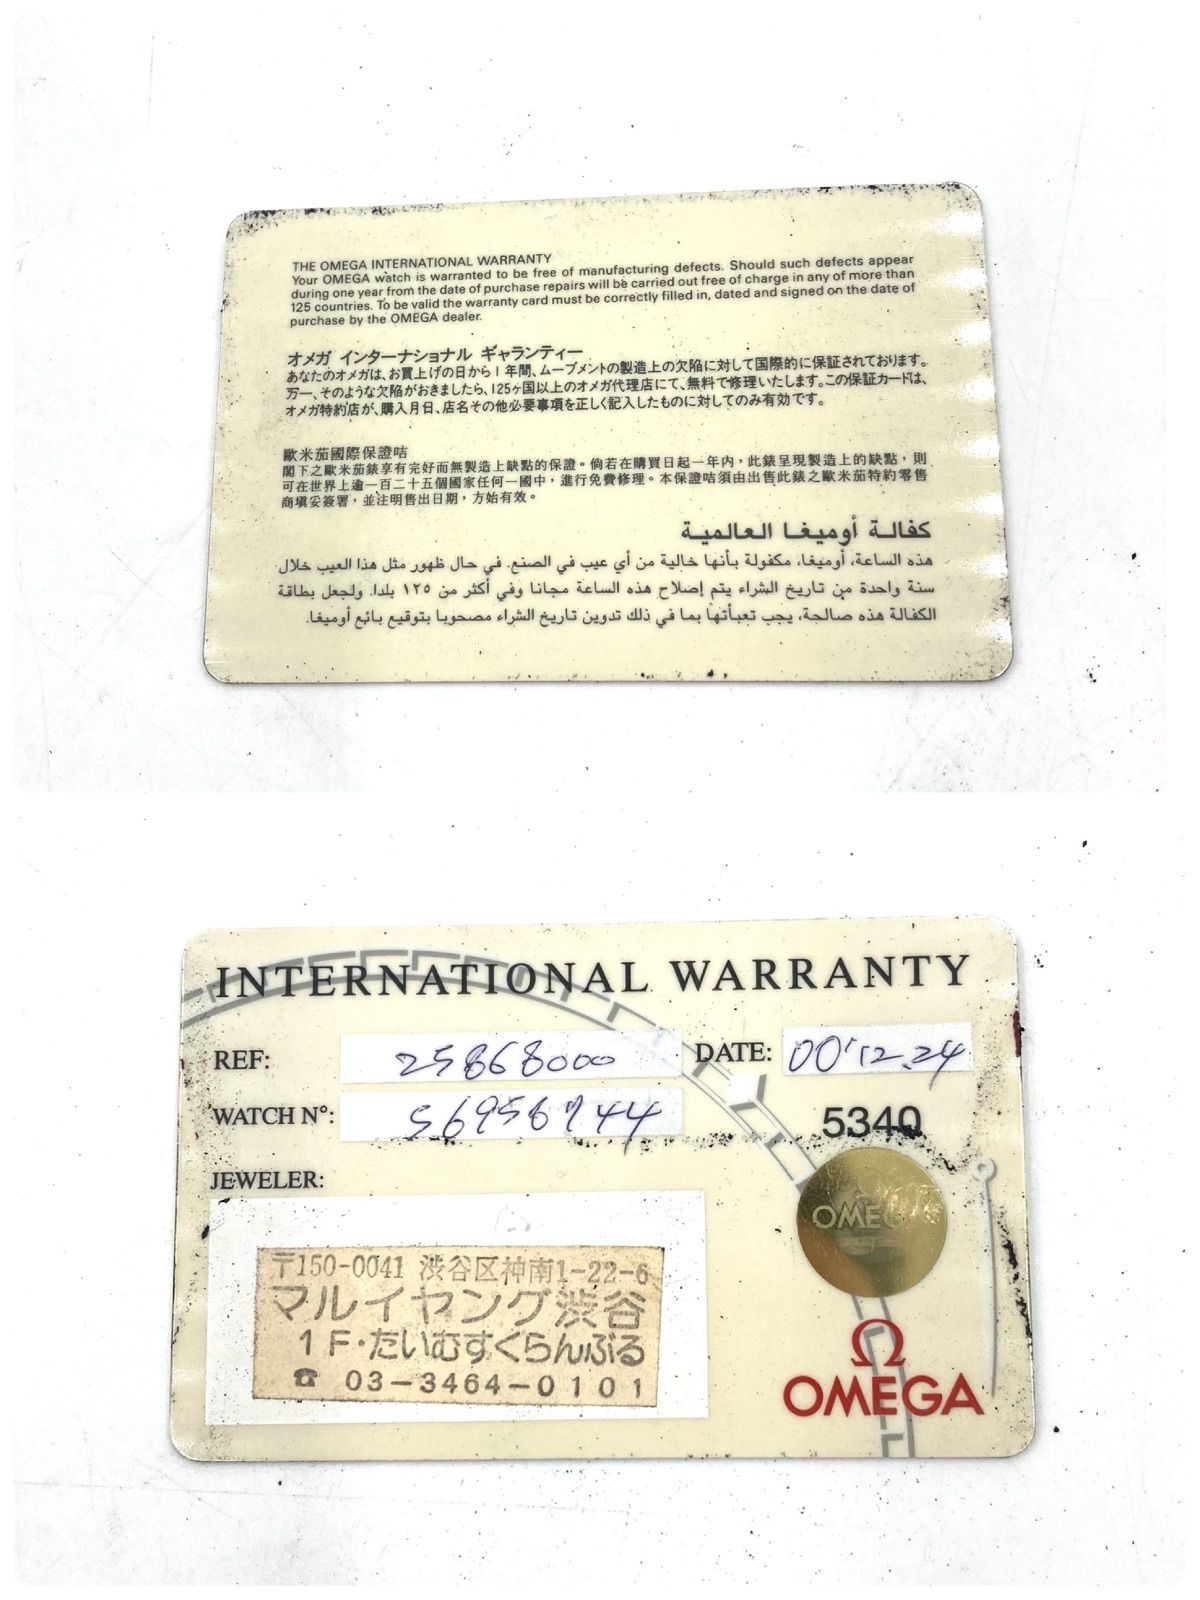 THE OMEGA INTERNATIONAL WARRANTY
Your OMEGA watch is warranted to be free of manufacturing defects. Should such defects appear
during one year from the date of purchase repairs will be carried out free of charge in any of more than
125 countries. To be valid the warranty card must be correctly filled in, dated and signed on the date of
purchase by the OMEGA dealer.
オメガ インターナショナル ギャランティー
あなたのオメガは、お買上げの日から1年間、ムーブメントの製造上の欠陥に対して国際的に保証されております。
万一、そのような欠陥がおきましたら、125ヶ国以上のオメガ代理店にて、無料で修理いたします。この保証カードは、
オメガ特約店が、購入月日、店名その他必要事項を正しく記入したものに対してのみ有効です。
歐米茄國際保證咭
閣下之歐米茄錶享有完好而無製造上缺點的保證。倘若在購買日起一年内，此錶呈現製造上的缺點，則
可在世界上逾一百二十五個國家任何一國中，進行免費修理。本保證咭須由出售此錶之歐米茄特約零售
商填妥簽署，並注明售出日期，方始有效。
كفالة أوميغا العالمية
هذه الساعة، أوميغا، مكفولة بأنها خالية من أي عيب في الصنع. في حال ظهور مثل هذا العيب خلال
سنة واحدة من تاريخ الشراء يتم إصلاح هذه الساعة مجانا وفي أكثر من ١٢٥ بلدا. ولجعل بطاقة
الكفالة هذه صالحة، يجب تعبأتها بما في ذلك تدوين تاريخ الشراء مصحوبا بتوقيع بائع أوميغا.
INTERNATIONAL WARRANTY
REF: 25868000 DATE: 00'12.24
WATCH N°: 56956744
5340
JEWELER:
OMEGA
〒150-0041 渋谷区神南1-22-6
マルイヤング渋谷
1F・たいむすくらんぶる
☎ 03-3464-0101
Ω
OMEGA